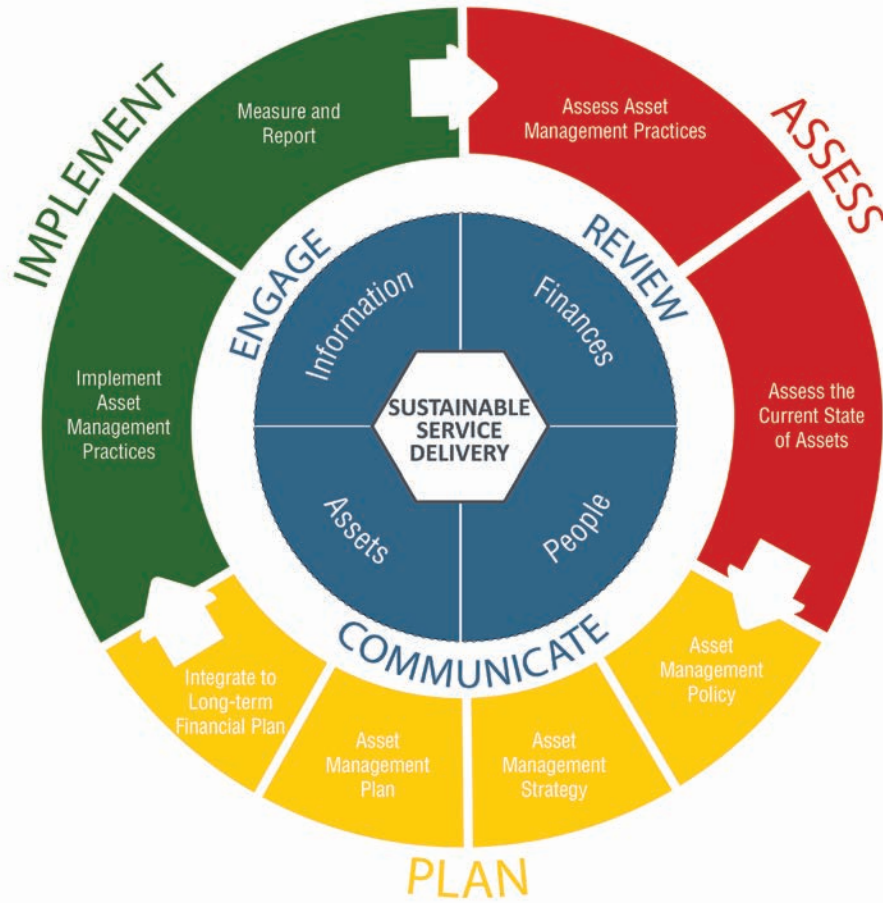 IMPLEMENT
Measure and
Report
Assess Asset
Management Practices
ASSESS
ENGAGE
REVIEW
Information
Finances
Implement
Asset
Management
Practices
SUSTAINABLE
SERVICE
DELIVERY
Assess the
Current State
of Assets
Assets
People
COMMUNICATE
Integrate to
Long-term
Financial Plan
Asset
Management
Plan
Asset
Management
Strategy
Asset
Management
Policy
PLAN